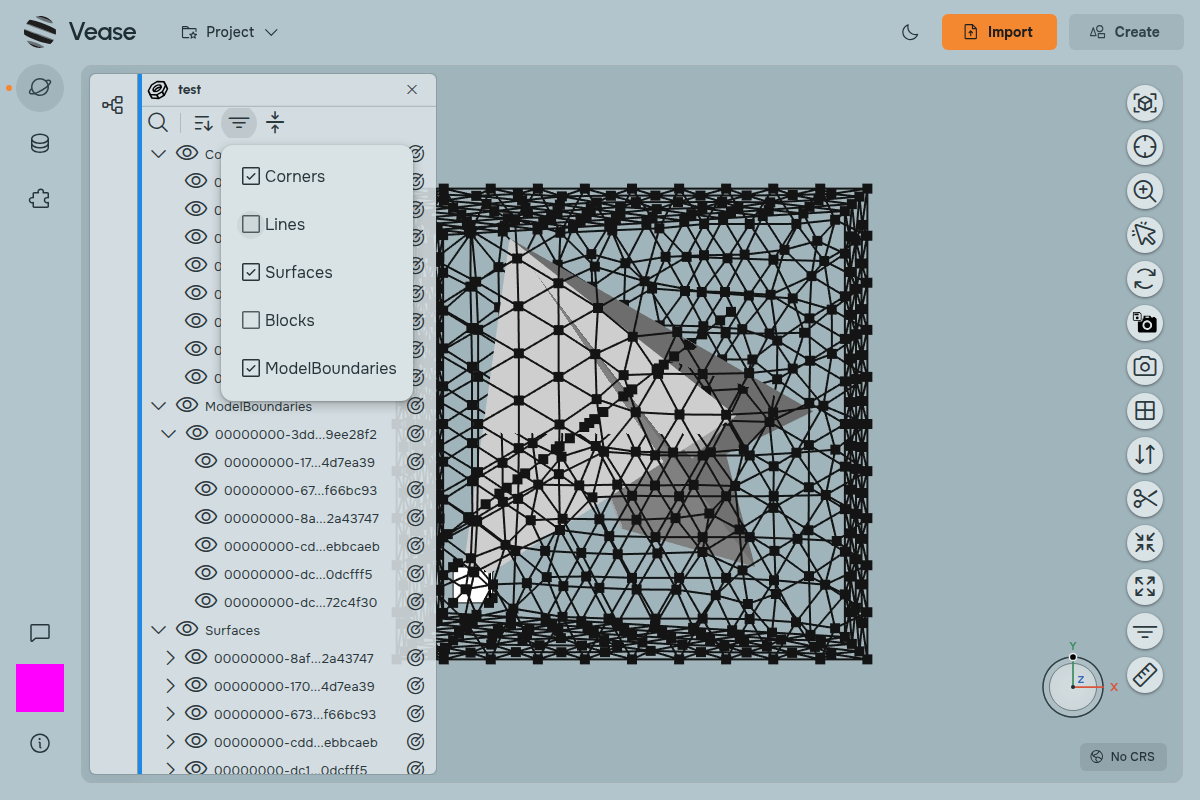 Vease
Project
Import
Create
test
Co
Corners
Lines
Surfaces
Blocks
ModelBoundaries
ModelBoundaries
00000000-3dd...9ee28f2
00000000-17...4d7ea39
00000000-67...f66bc93
00000000-8a...2a43747
00000000-cd...ebbcaeb
00000000-dc...0dcfff5
00000000-dc...72c4f30
Surfaces
00000000-8af...2a43747
00000000-170...4d7ea39
00000000-673...f66bc93
00000000-cdd...ebbcaeb
00000000-dc1...0dcfff5
Y
Z
X
No CRS